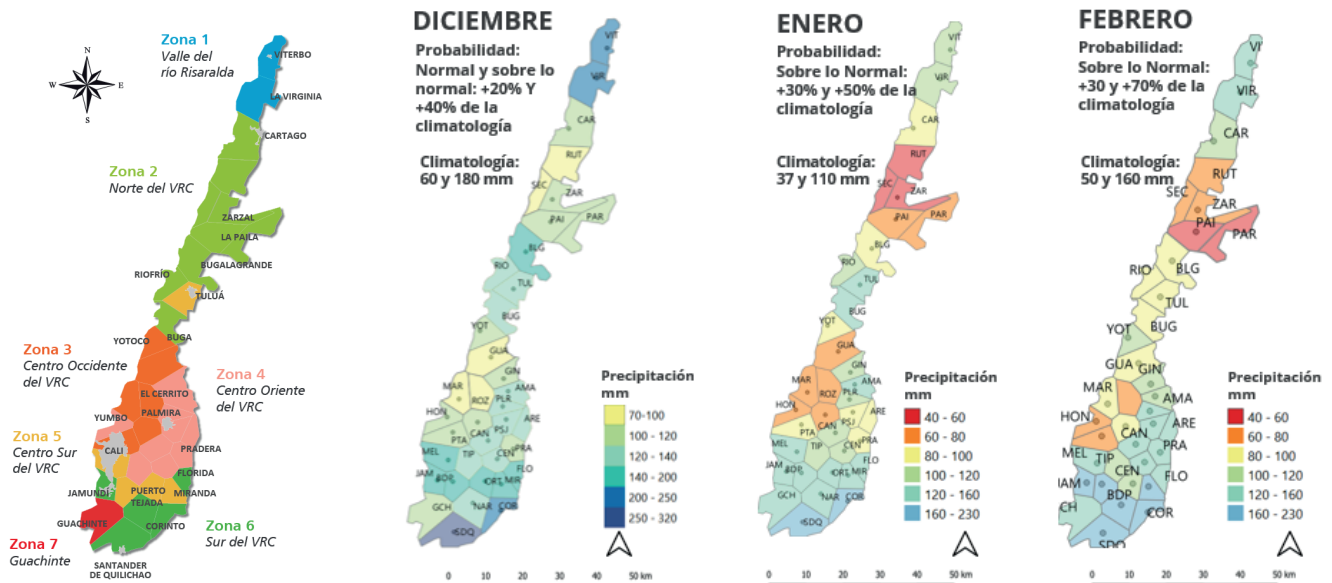 N
W
E
S
Zona 1
Valle del
río Risaralda
VITERBO
LA VIRGINIA
CARTAGO
Zona 2
Norte del VRC
ZARZAL
LA PAILA
BUGALAGRANDE
RIOFRÍO
TULUÁ
BUGA
YOTOCO
Zona 3
Centro Occidente
del VRC
Zona 4
Centro Oriente
del VRC
EL CERRITO
PALMIRA
YUMBO
Zona 5
Centro Sur
del VRC
CALI
PRADERA
FLORIDA
JAMUNDÍ
PUERTO
TEJADA
MIRANDA
GUACHINTE
CORINTO
Zona 6
Sur del VRC
Zona 7
Guachinte
SANTANDER
DE QUILICHAO
DICIEMBRE
Probabilidad:
Normal y sobre lo
normal: +20% Y
+40% de la
climatología
Climatología:
60 y 180 mm
VIT
VIR
CAR
RUT
SEC
ZAR
PAI
PAR
BLG
RIO
TUL
BUG
YOT
GUA
GIN
MAR
AMA
ROZ
PLR
HON
ARE
CAN
PSJ
PTA
PRA
MEL
TIP
CEN
FLO
JAM
BDP
ORT
MIR
GCH
NAR
COR
SDQ
Precipitación
mm
70-100
100 - 120
120 - 140
140 - 200
200 - 250
250 - 320
0 10 20 30 40 50 km
ENERO
Probabilidad:
Sobre lo Normal:
+30% y +50% de la
climatología
Climatología:
37 y 110 mm
VIT
VIR
CAR
RUT
SEC
ZAR
PAI
PAR
BLG
RIO
TUL
BUG
YOT
GUA
GIN
MAR
AMA
ROZ
PLR
HON
ARE
CAN
PSJ
PTA
PRA
MEL
TIP
CEN
FLO
JAM
BDP
ORT
MIR
GCH
NAR
COR
SDQ
Precipitación
mm
40 - 60
60 - 80
80 - 100
100 - 120
120 - 160
160 - 230
0 10 20 30 40 50 km
FEBRERO
Probabilidad:
Sobre lo Normal:
+30 y +70% de la
climatología
Climatología:
50 y 160 mm
VI
VIR
CAR
RUT
SEC
ZAR
PAI
PAR
RIO
BLG
TUL
YOT
BUG
GUA
GIN
MAR
AMA
HON
CAN
ARE
PRA
MEL
TIP
CEN
FLO
IAM
BDP
CH
COR
SDQ
Precipitación
mm
40 - 60
60 - 80
80 - 100
100 - 120
120 - 160
160 - 230
0 10 20 30 40 50 km